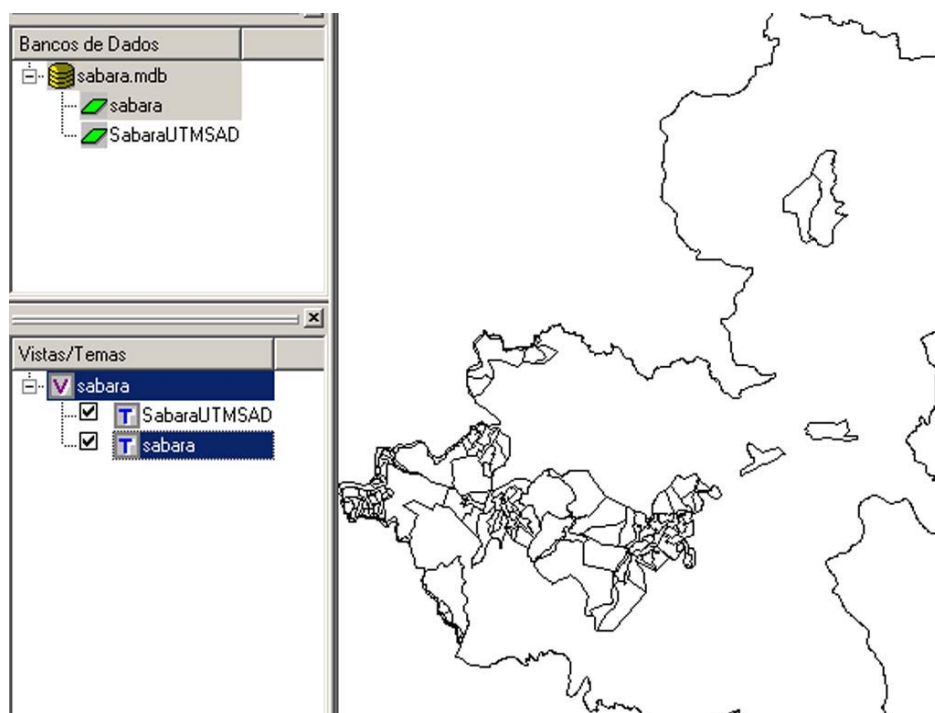 Bancos de Dados
sabara.mdb
sabara
SabaraUTMSAD
Vistas/Temas
V sabara
T SabaraUTMSAD
T sabara